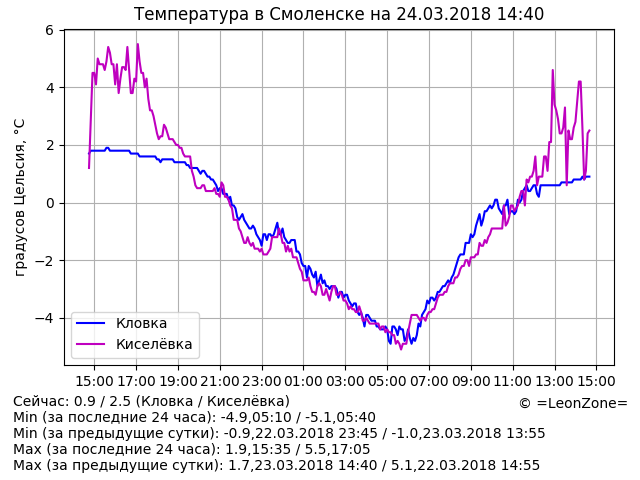 Температура в Смоленске на 24.03.2018 14:40
градусов Цельсия, °C
6
4
2
0
−2
−4
Кловка
Киселёвка
15:00 17:00 19:00 21:00 23:00 01:00 03:00 05:00 07:00 09:00 11:00 13:00 15:00
Сейчас: 0.9 / 2.5 (Кловка / Киселёвка)
© =LeonZone=
Min (за последние 24 часа): -4.9,05:10 / -5.1,05:40
Min (за предыдущие сутки): -0.9,22.03.2018 23:45 / -1.0,23.03.2018 13:55
Max (за последние 24 часа): 1.9,15:35 / 5.5,17:05
Max (за предыдущие сутки): 1.7,23.03.2018 14:40 / 5.1,22.03.2018 14:55